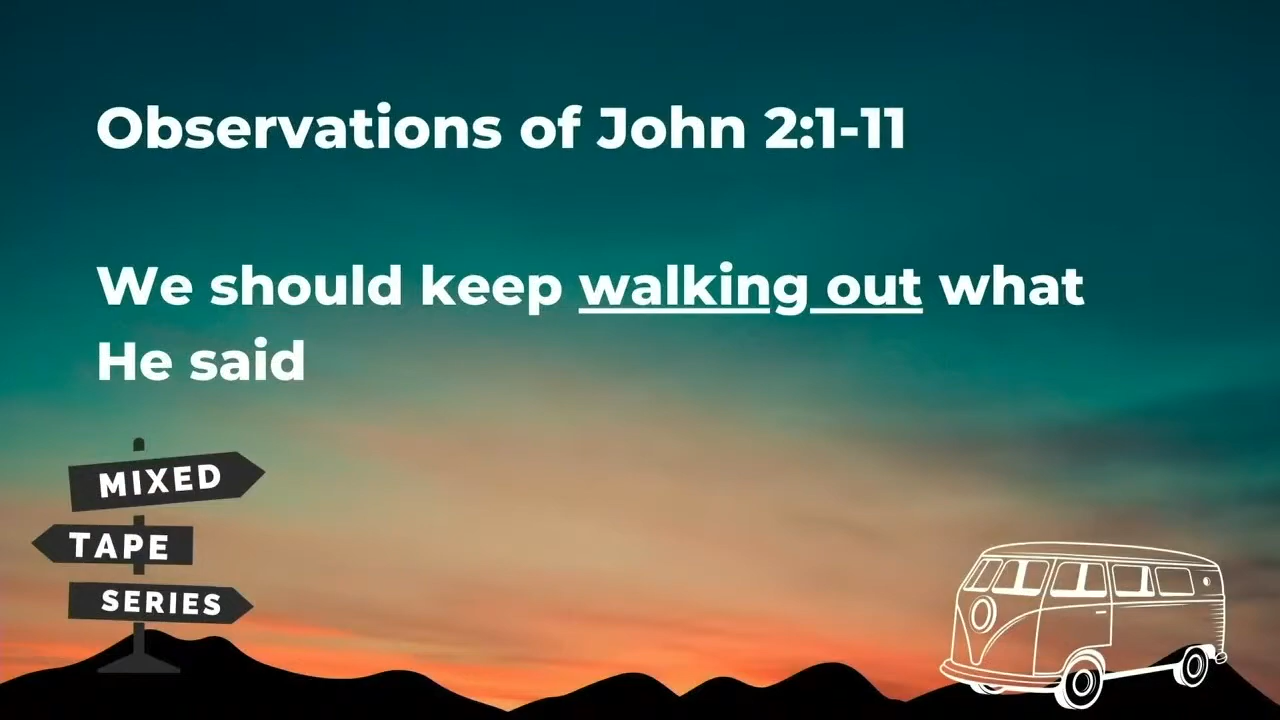 Observations of John 2:1-11
We should keep walking out what
He said
MIXED
TAPE
SERIES